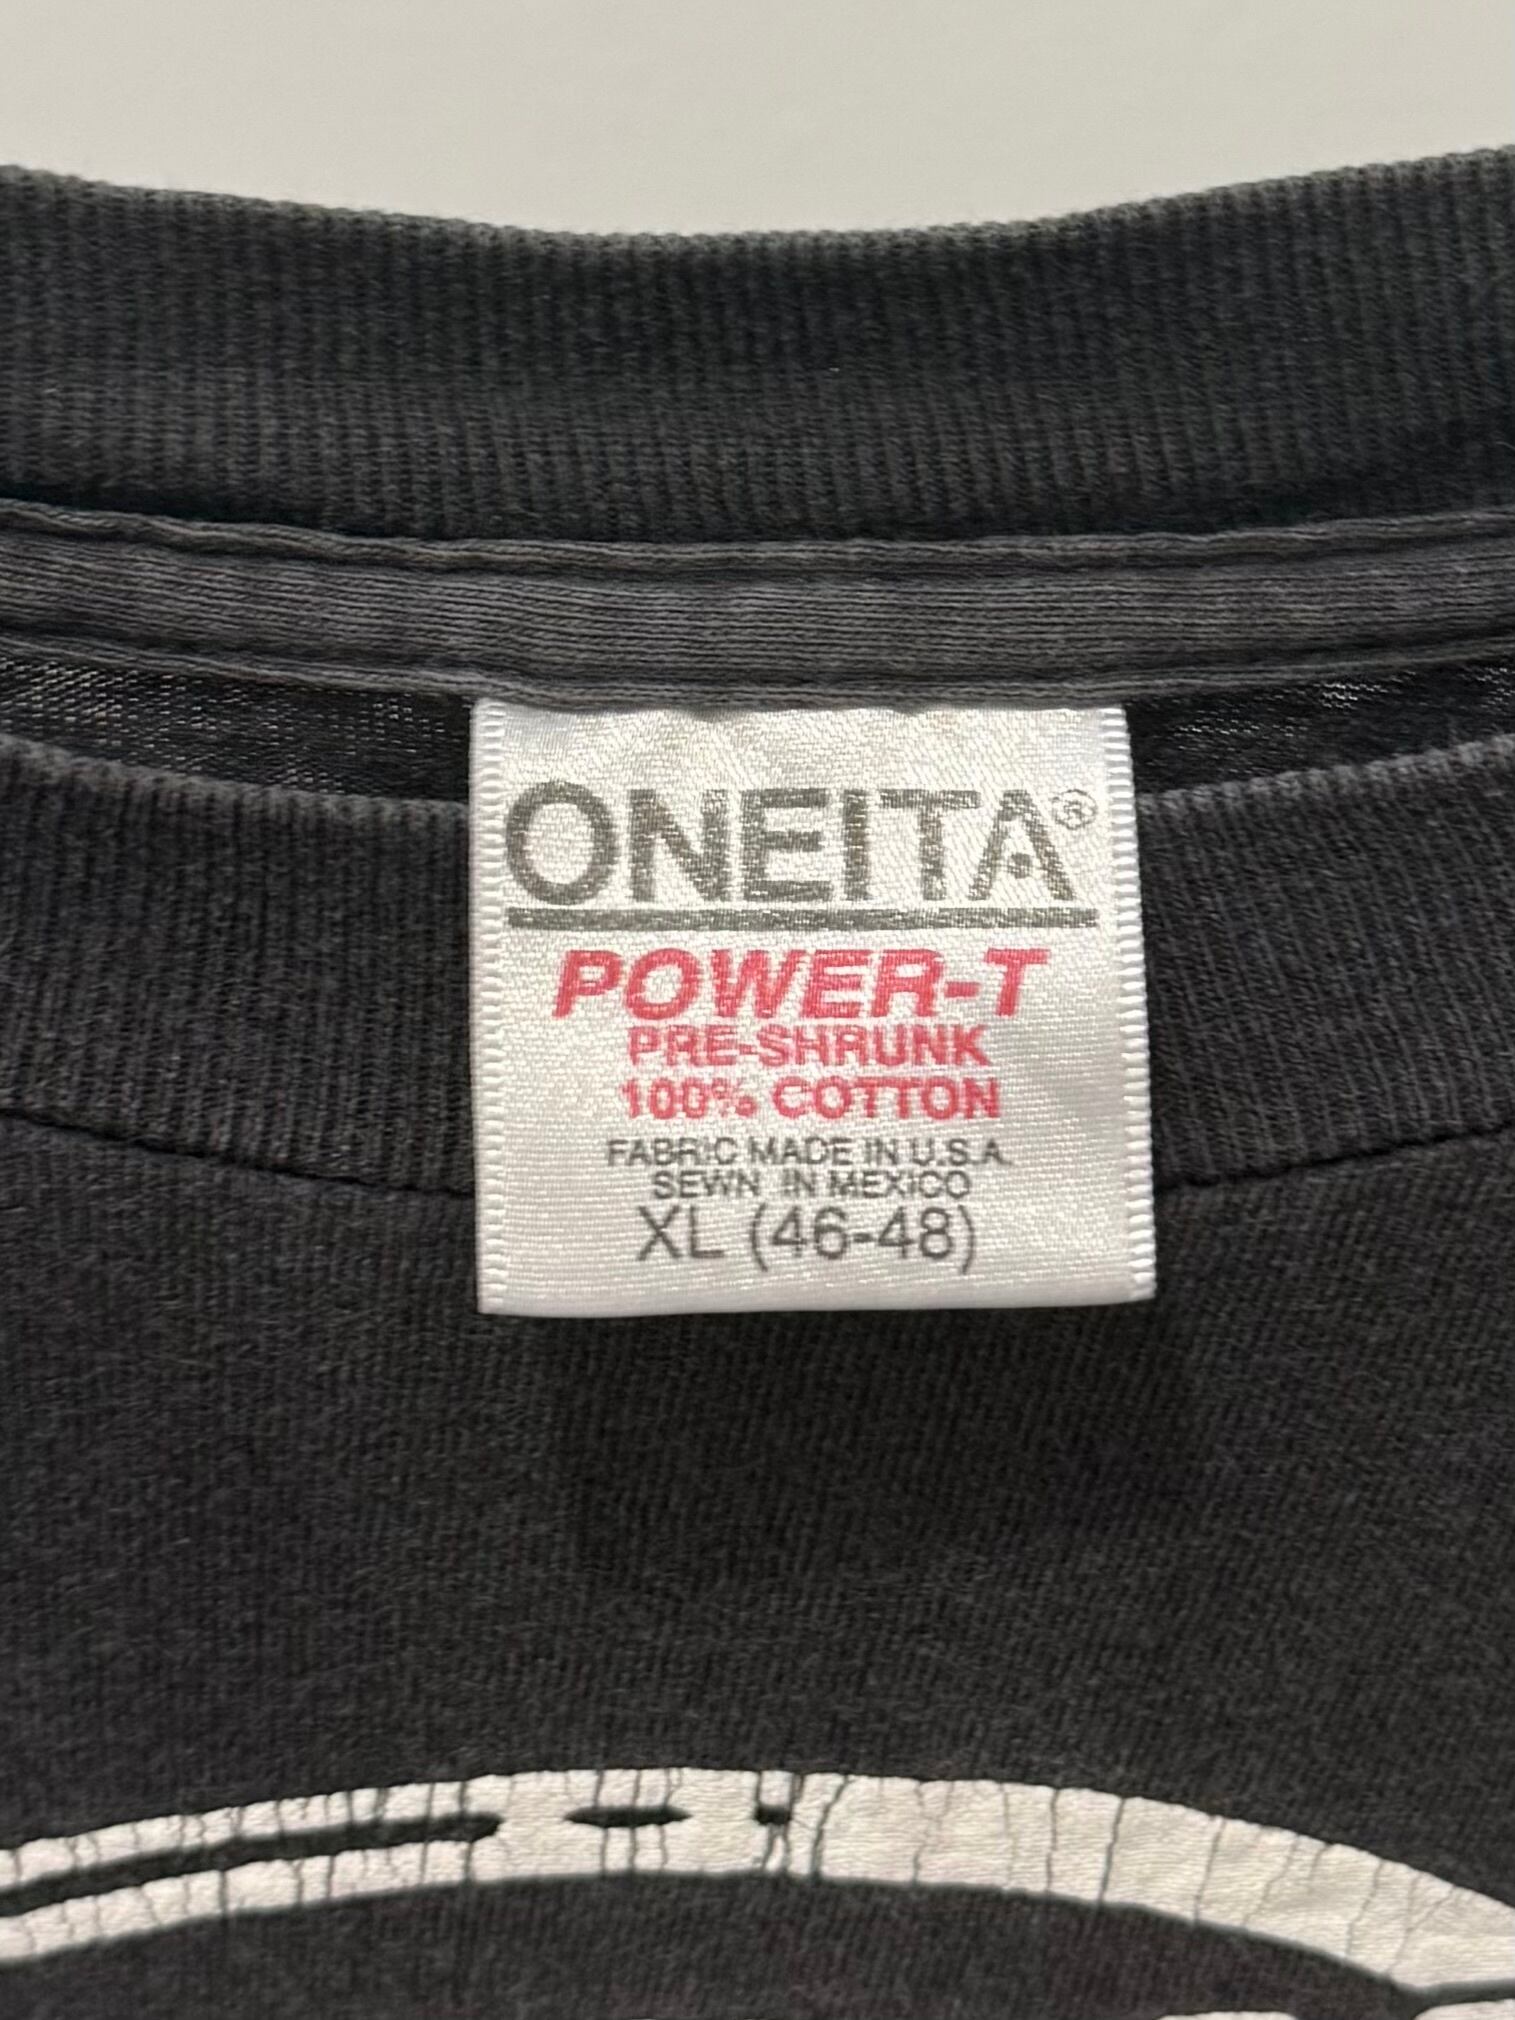 ONEITA®
POWER-T
PRE-SHRUNK
100% COTTON
FABRIC MADE IN U.S.A.
SEWN IN MEXICO
XL (46-48)